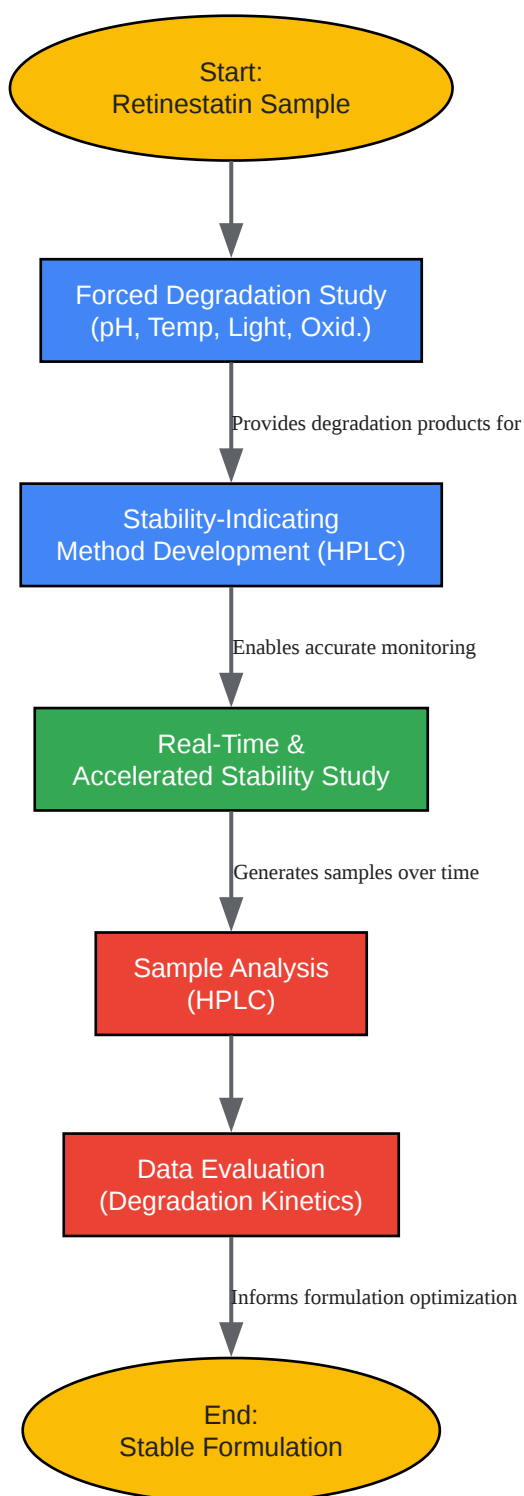 Start:
Retinestatin Sample
Forced Degradation Study
(pH, Temp, Light, Oxid.)
Provides degradation products for
Stability-Indicating
Method Development (HPLC)
Enables accurate monitoring
Real-Time &
Accelerated Stability Study
Generates samples over time
Sample Analysis
(HPLC)
Data Evaluation
(Degradation Kinetics)
Informs formulation optimization
End:
Stable Formulation